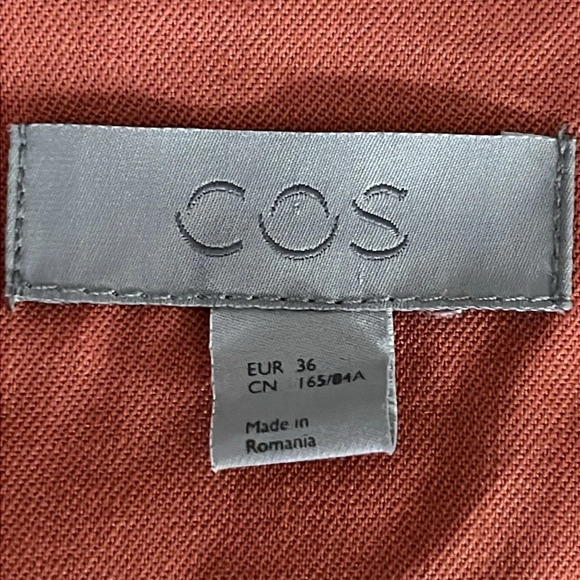 COS
EUR 36
CN 165/84A
Made in
Romania